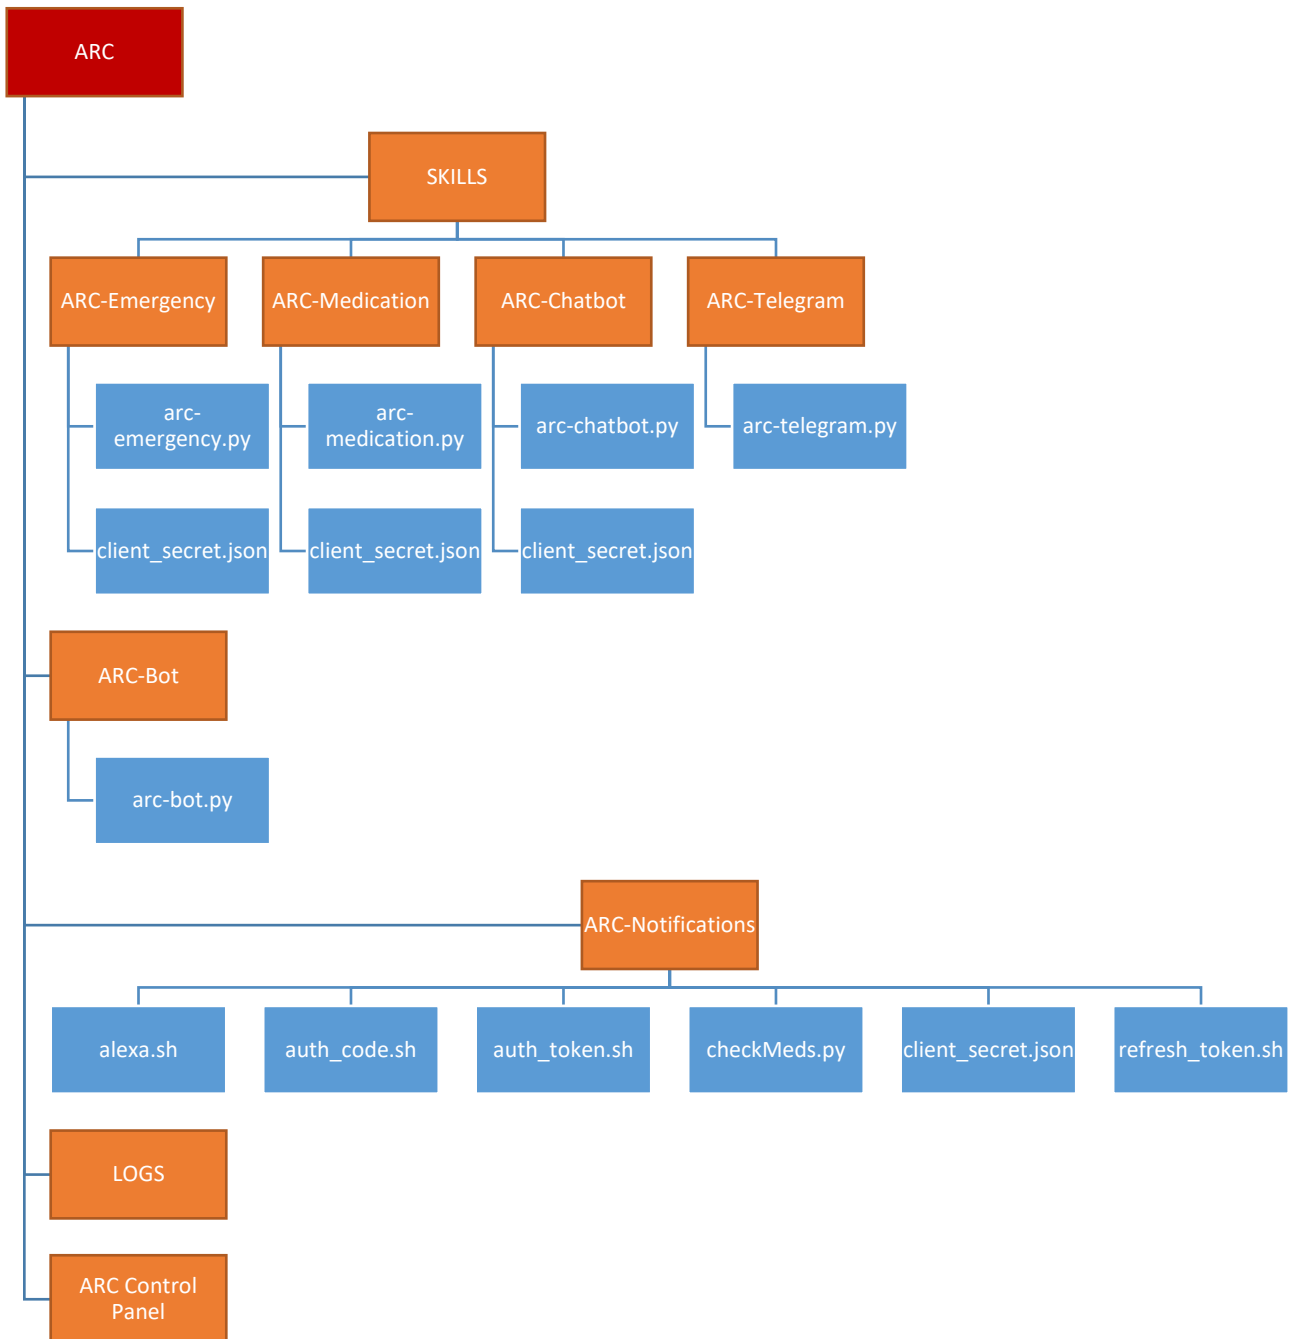 ARC
SKILLS
ARC-Emergency
ARC-Medication
ARC-Chatbot
ARC-Telegram
arc-
emergency.py
arc-
medication.py
arc-chatbot.py
arc-telegram.py
client_secret.json
client_secret.json
client_secret.json
ARC-Bot
arc-bot.py
ARC-Notifications
alexa.sh
auth_code.sh
auth_token.sh
checkMeds.py
client_secret.json
refresh_token.sh
LOGS
ARC Control
Panel